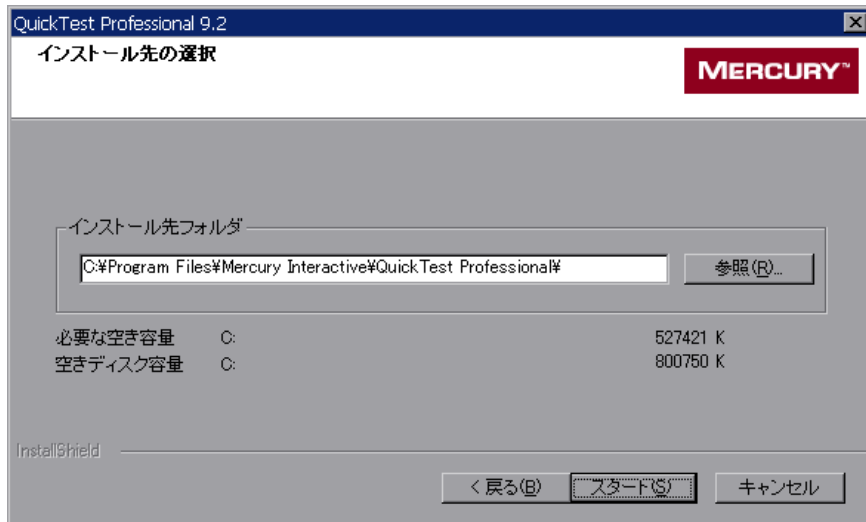 QuickTest Professional 9.2
インストール先の選択
MERCURY™
インストール先フォルダ
C:¥Program Files¥Mercury Interactive¥QuickTest Professional¥
参照(R)...
必要な空き容量 C: 527421 K
空きディスク容量 C: 800750 K
InstallShield
< 戻る(B) スタート(S) キャンセル